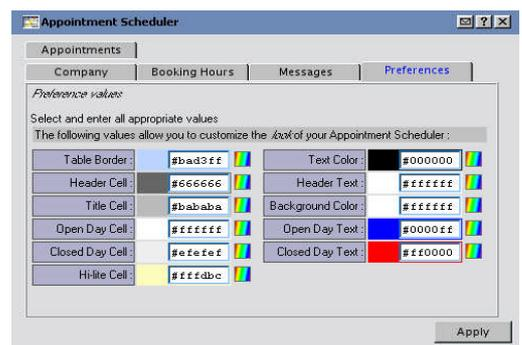 Appointment Scheduler
Appointments
Company Booking Hours Messages Preferences
Preference values
Select and enter all appropriate values
The following values allow you to customize the look of your Appointment Scheduler :
Table Border : #bad3ff Text Color : #000000
Header Cell : #666666 Header Text : #ffffff
Title Cell : #bababa Background Color : #ffffff
Open Day Cell : #ffffff Open Day Text : #0000ff
Closed Day Cell : #efefef Closed Day Text : #ff0000
Hi-lite Cell : #fffdbc
Apply